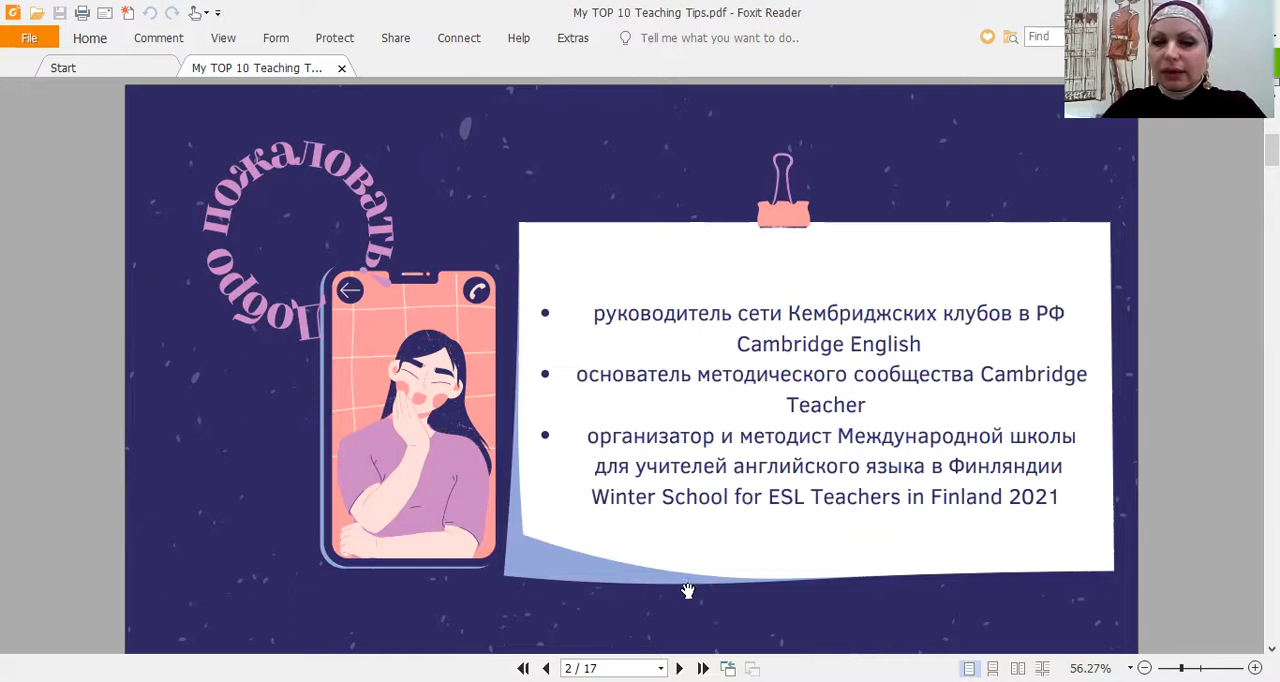 My TOP 10 Teaching Tips.pdf - Foxit Reader
File Home Comment View Form Protect Share Connect Help Extras Tell me what you want to do.. Find
Start My TOP 10 Teaching T...
Добро пожаловать
руководитель сети Кембриджских клубов в РФ
Cambridge English
основатель методического сообщества Cambridge
Teacher
организатор и методист Международной школы
для учителей английского языка в Финляндии
Winter School for ESL Teachers in Finland 2021
2 / 17
56.27%